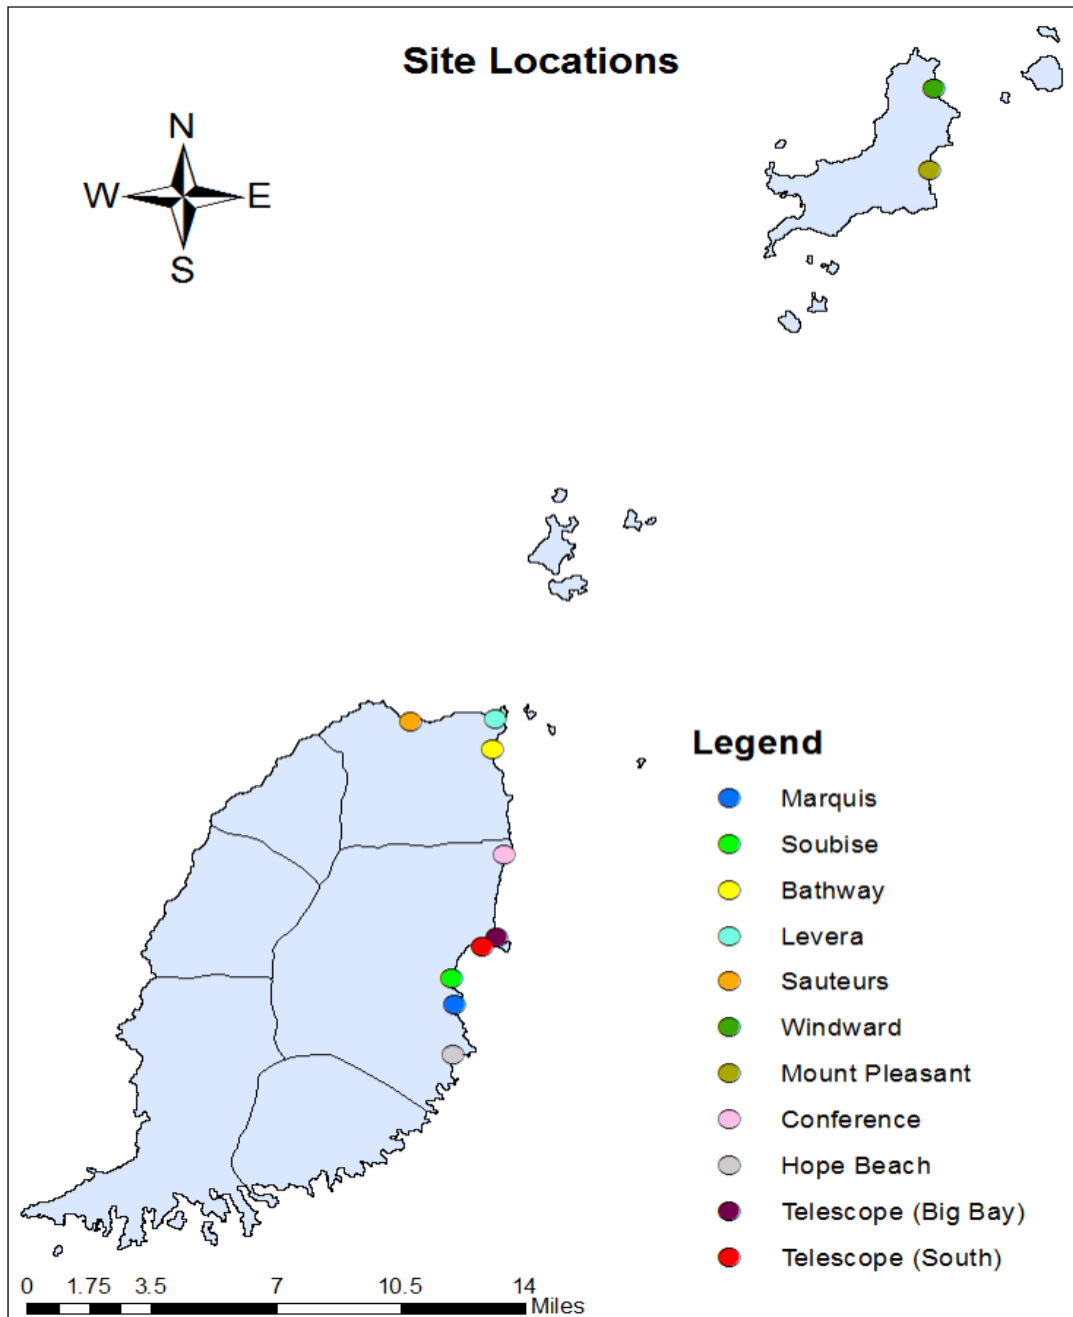 Site Locations
N
W E
S
Legend
Marquis
Soubise
Bathway
Levera
Sauteurs
Windward
Mount Pleasant
Conference
Hope Beach
Telescope (Big Bay)
Telescope (South)
0 1.75 3.5 7 10.5 14
Miles